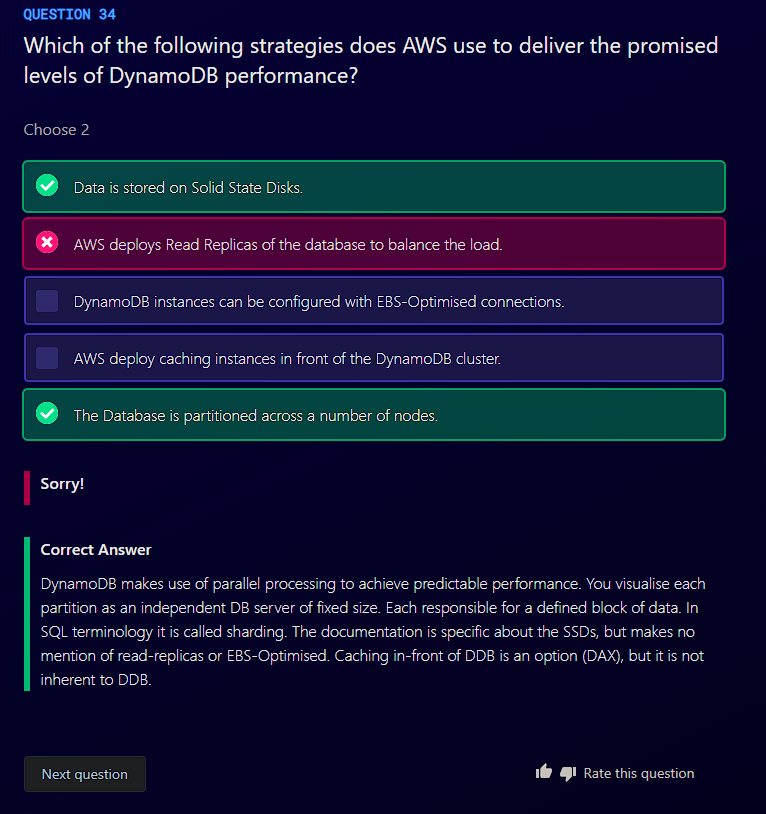 QUESTION 34
Which of the following strategies does AWS use to deliver the promised
levels of DynamoDB performance?
Choose 2
Data is stored on Solid State Disks.
AWS deploys Read Replicas of the database to balance the load.
DynamoDB instances can be configured with EBS-Optimised connections.
AWS deploy caching instances in front of the DynamoDB cluster.
The Database is partitioned across a number of nodes.
Sorry!
Correct Answer
DynamoDB makes use of parallel processing to achieve predictable performance. You visualise each
partition as an independent DB server of fixed size. Each responsible for a defined block of data. In
SQL terminology it is called sharding. The documentation is specific about the SSDs, but makes no
mention of read-replicas or EBS-Optimised. Caching in-front of DDB is an option (DAX), but it is not
inherent to DDB.
Next question
Rate this question